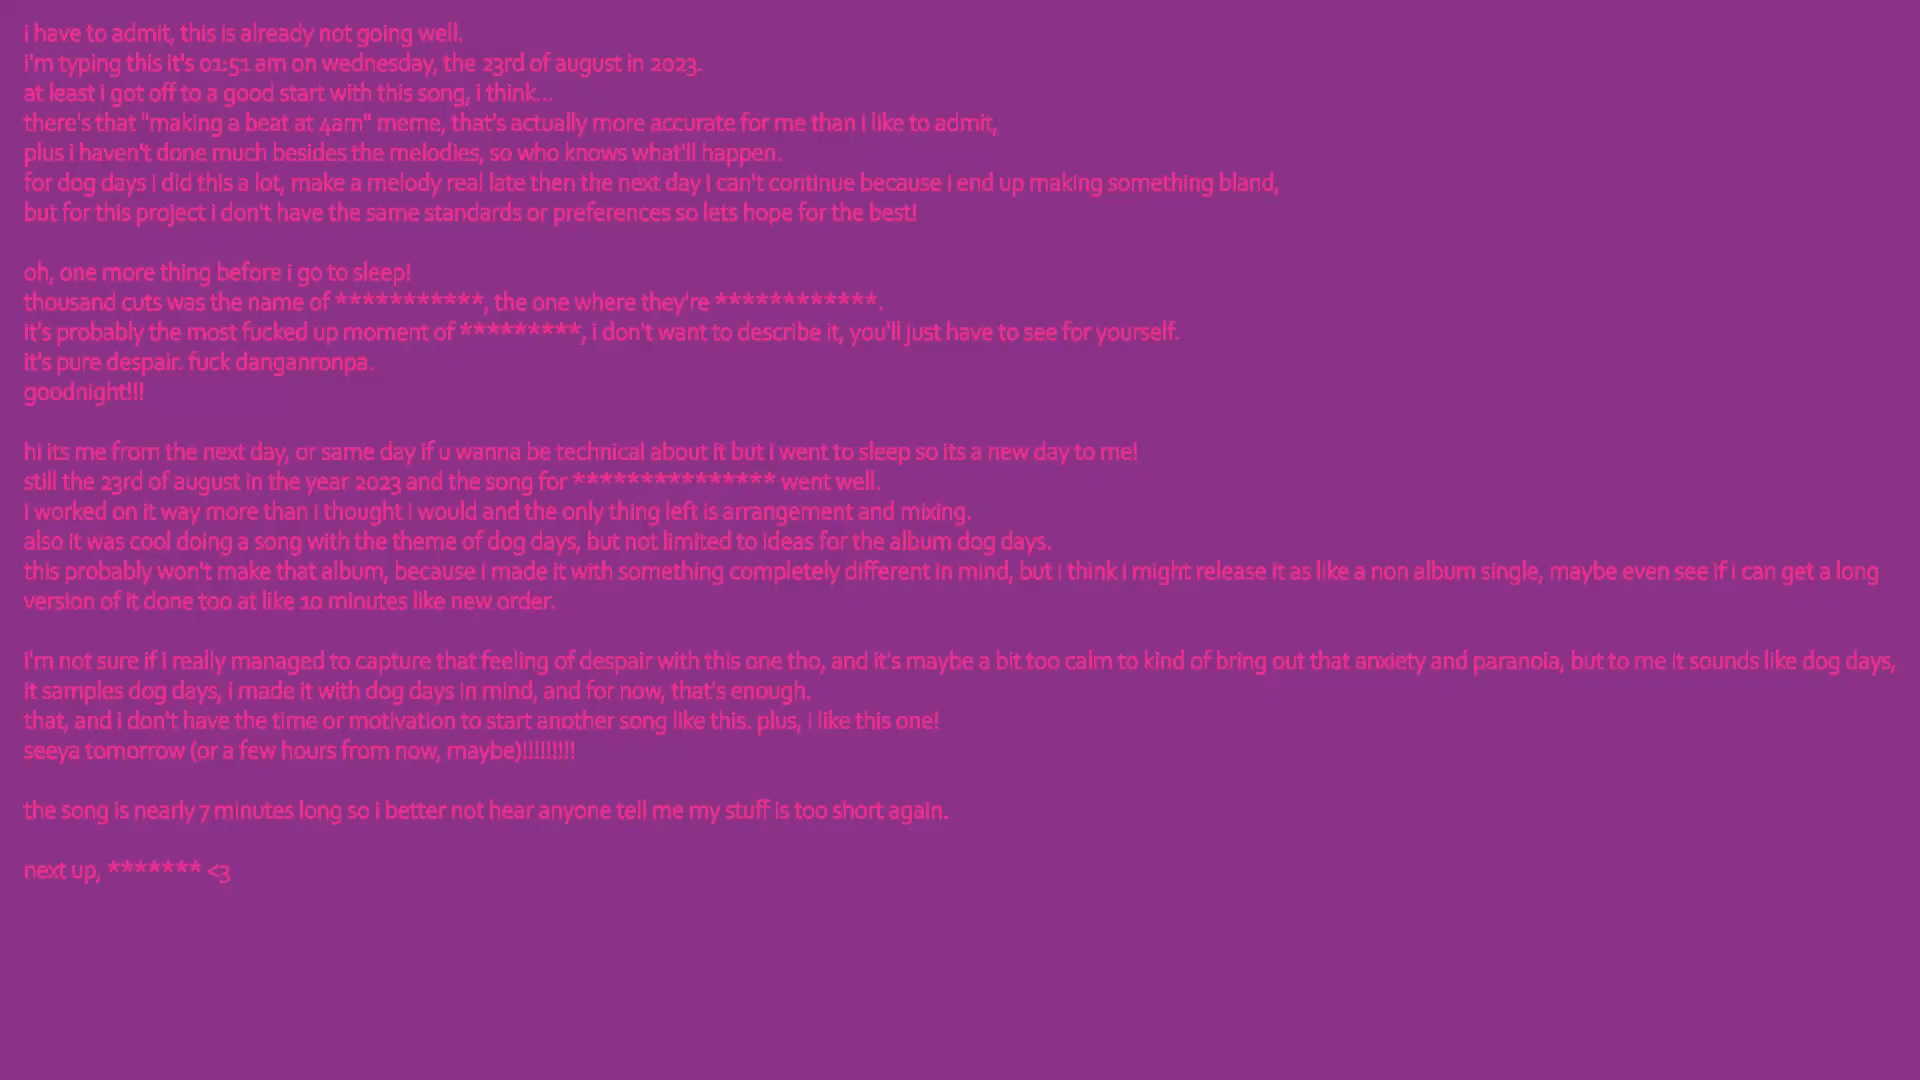 i have to admit, this is already not going well.
i'm typing this it's 01:51 am on wednesday, the 23rd of august in 2023.
at least i got off to a good start with this song, i think...
there's that "making a beat at 4am" meme, that's actually more accurate for me than i like to admit,
plus i haven't done much besides the melodies, so who knows what'll happen.
for dog days i did this a lot, make a melody real late then the next day i can't continue because i end up making something bland,
but for this project i don't have the same standards or preferences so lets hope for the best!
oh, one more thing before i go to sleep!
thousand cuts was the name of ***********, the one where they're ************.
it's probably the most fucked up moment of *********, i don't want to describe it, you'll just have to see for yourself.
it's pure despair. fuck danganronpa.
goodnight!!!
hi its me from the next day, or same day if u wanna be technical about it but i went to sleep so its a new day to me!
still the 23rd of august in the year 2023 and the song for *************** went well.
i worked on it way more than i thought i would and the only thing left is arrangement and mixing.
also it was cool doing a song with the theme of dog days, but not limited to ideas for the album dog days.
this probably won't make that album, because i made it with something completely different in mind, but i think i might release it as like a non album single, maybe even see if i can get a long
version of it done too at like 10 minutes like new order.
i'm not sure if i really managed to capture that feeling of despair with this one tho, and it's maybe a bit too calm to kind of bring out that anxiety and paranoia, but to me it sounds like dog days,
it samples dog days, i made it with dog days in mind, and for now, that's enough.
that, and i don't have the time or motivation to start another song like this. plus, i like this one!
seeya tomorrow (or a few hours from now, maybe)!!!!!!!!!
the song is nearly 7 minutes long so i better not hear anyone tell me my stuff is too short again.
next up, ******* <3